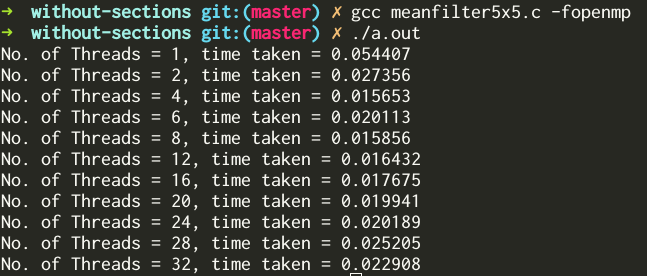 ➜ without-sections git:(master) ✗ gcc meanfilter5x5.c -fopenmp
➜ without-sections git:(master) ✗ ./a.out
No. of Threads = 1, time taken = 0.054407
No. of Threads = 2, time taken = 0.027356
No. of Threads = 4, time taken = 0.015653
No. of Threads = 6, time taken = 0.020113
No. of Threads = 8, time taken = 0.015856
No. of Threads = 12, time taken = 0.016432
No. of Threads = 16, time taken = 0.017675
No. of Threads = 20, time taken = 0.019941
No. of Threads = 24, time taken = 0.020189
No. of Threads = 28, time taken = 0.025205
No. of Threads = 32, time taken = 0.022908